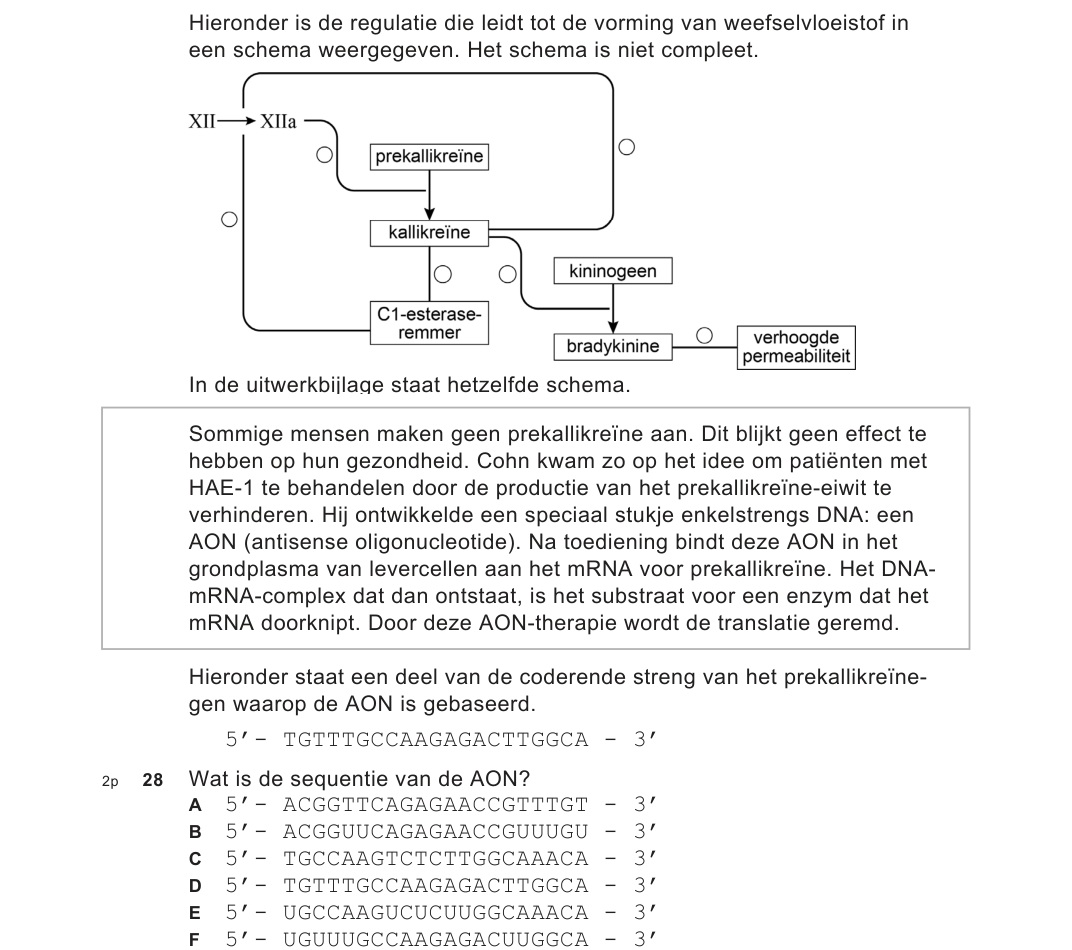 Hieronder is de regulatie die leidt tot de vorming van weefselvloeistof in
een schema weergegeven. Het schema is niet compleet.
XII
XIIa
prekallikreïne
kallikreïne
kininogeen
C1-esterase-
remmer
bradykinine
verhoogde
permeabiliteit
In de uitwerkbijlage staat hetzelfde schema.
Sommige mensen maken geen prekallikreïne aan. Dit blijkt geen effect te
hebben op hun gezondheid. Cohn kwam zo op het idee om patiënten met
HAE-1 te behandelen door de productie van het prekallikreïne-eiwit te
verhinderen. Hij ontwikkelde een speciaal stukje enkelstrengs DNA: een
AON (antisense oligonucleotide). Na toediening bindt deze AON in het
grondplasma van levercellen aan het mRNA voor prekallikreïne. Het DNA-
mRNA-complex dat dan ontstaat, is het substraat voor een enzym dat het
mRNA doorknipt. Door deze AON-therapie wordt de translatie geremd.
Hieronder staat een deel van de coderende streng van het prekallikreïne-
gen waarop de AON is gebaseerd.
5’- TGTTTGCCAAGAGACTTGGCA - 3’
2p 28 Wat is de sequentie van de AON?
A 5’- ACGGTTCAGAGAACCGTTTGT - 3’
B 5’- ACGGUUCAGAGAACCGUUUGU - 3’
C 5’- TGCCAAGTCTCTTGGCAAACA - 3’
D 5’- TGTTTGCCAAGAGACTTGGCA - 3’
E 5’- UGCCAAGUCUCUUGGCAAACA - 3’
F 5’- UGUUUGCCAAGAGACUUGGCA - 3’